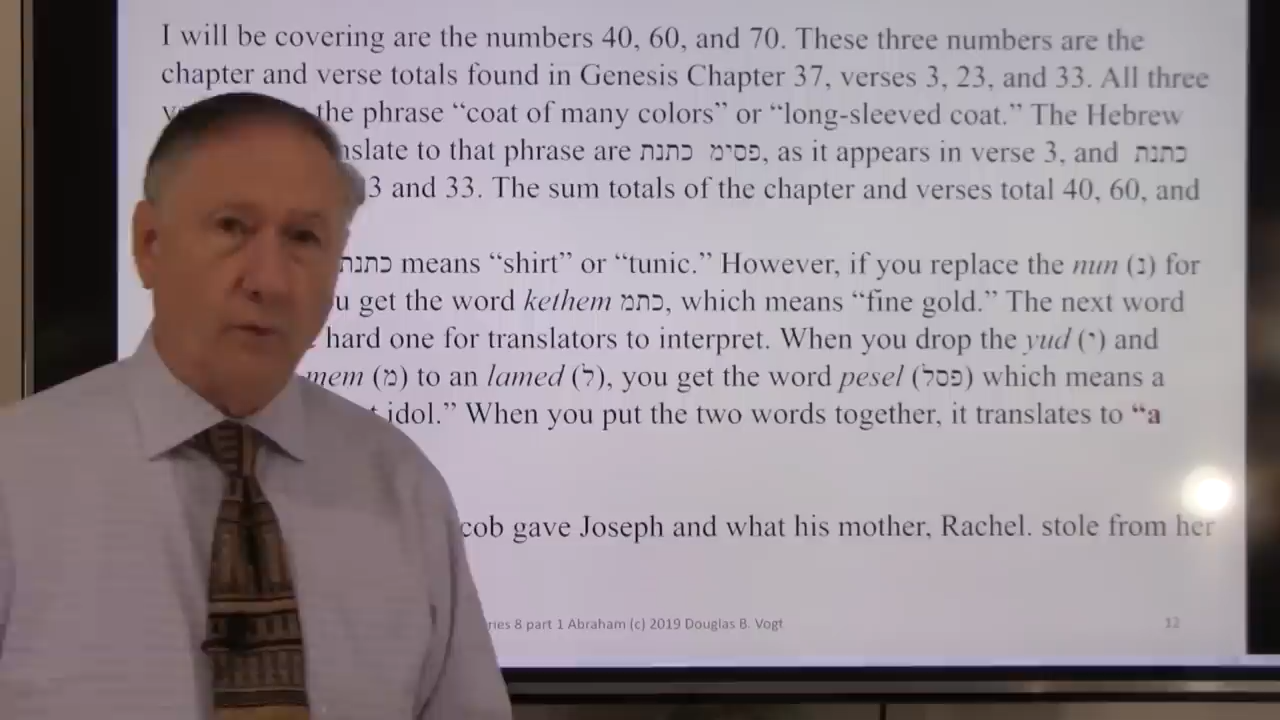 I will be covering are the numbers 40, 60, and 70. These three numbers are the
chapter and verse totals found in Genesis Chapter 37, verses 3, 23, and 33. All three
the phrase “coat of many colors” or “long-sleeved coat.” The Hebrew
nslate to that phrase are פסימ כתנת, as it appears in verse 3, and כתנת
3 and 33. The sum totals of the chapter and verses total 40, 60, and
כתנת means “shirt” or “tunic.” However, if you replace the nun (נ) for
u get the word kethem כתמ, which means “fine gold.” The next word
hard one for translators to interpret. When you drop the yud (י) and
mem (מ) to an lamed (ל), you get the word pesel (פסל) which means a
t idol.” When you put the two words together, it translates to “a
cob gave Joseph and what his mother, Rachel. stole from her
ries 8 part 1 Abraham (c) 2019 Douglas B. Vogt
12